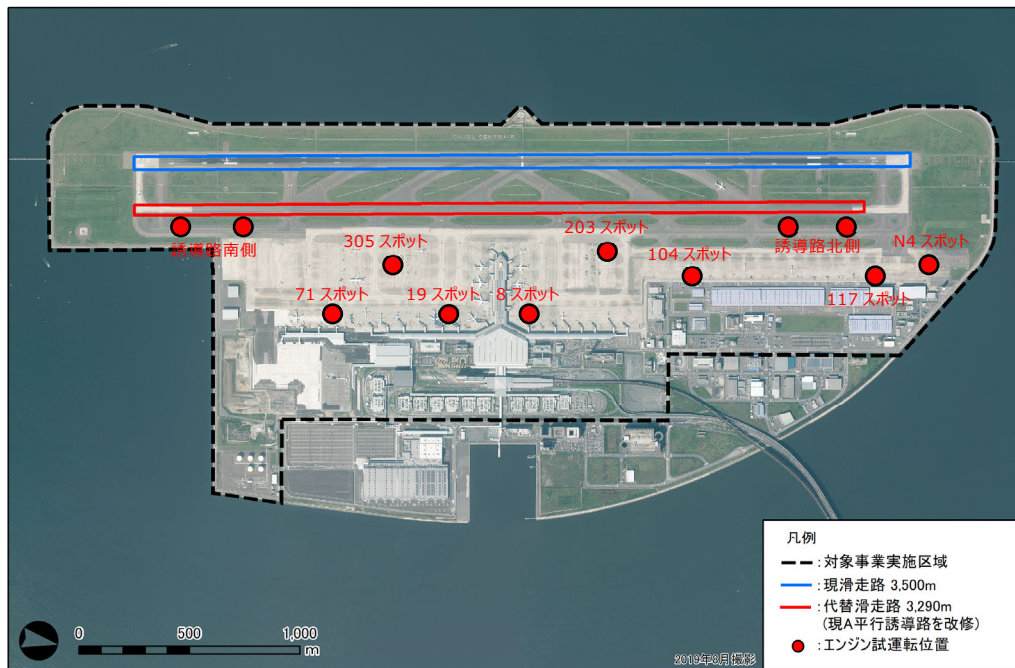 誘導路南側
305 スポット
203 スポット
誘導路北側
104 スポット
N4 スポット
71 スポット
19 スポット
8 スポット
117 スポット
凡例
:対象事業実施区域
:現滑走路 3,500m
:代替滑走路 3,290m
(現A平行誘導路を改修)
:エンジン試運転位置
0 500 1,000
m
2019年8月撮影